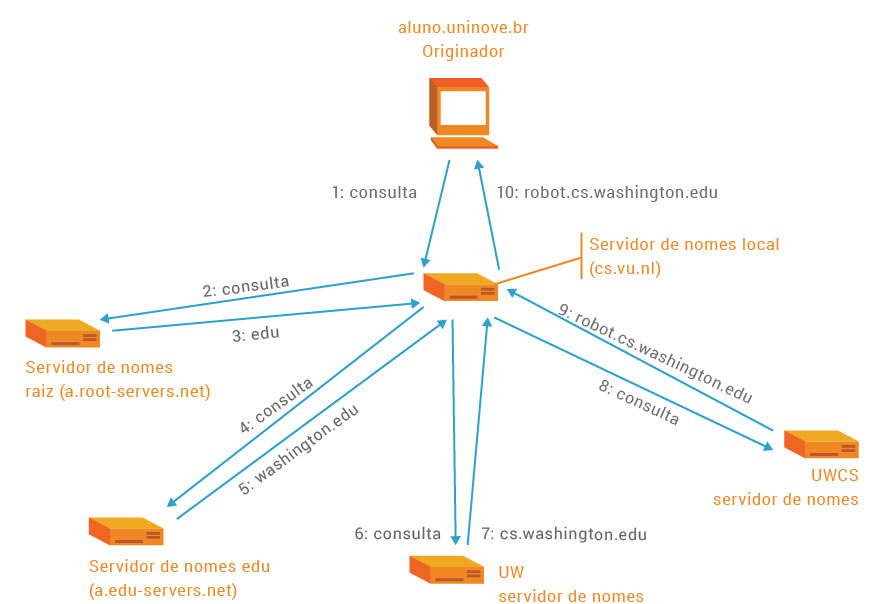 aluno.uninove.br
Originador
1: consulta
10: robot.cs.washington.edu
Servidor de nomes local
(cs.vu.nl)
2: consulta
3: edu
Servidor de nomes
raiz (a.root-servers.net)
9: robot.cs.washington.edu
8: consulta
4: consulta
5: washington.edu
UWCS
servidor de nomes
6: consulta
7: cs.washington.edu
Servidor de nomes edu
(a.edu-servers.net)
UW
servidor de nomes